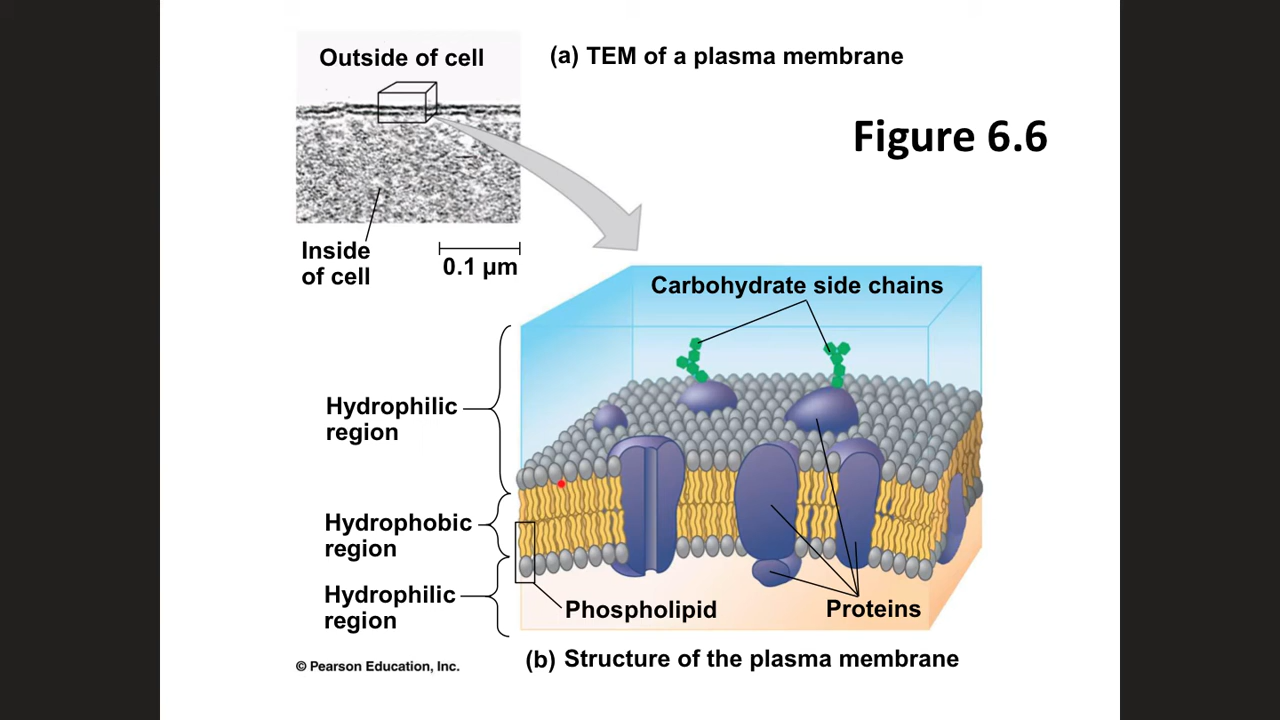 Outside of cell
(a) TEM of a plasma membrane
Figure 6.6
Inside
of cell
0.1 µm
Carbohydrate side chains
Hydrophilic
region
Hydrophobic
region
Hydrophilic
region
Phospholipid
Proteins
(b) Structure of the plasma membrane
© Pearson Education, Inc.